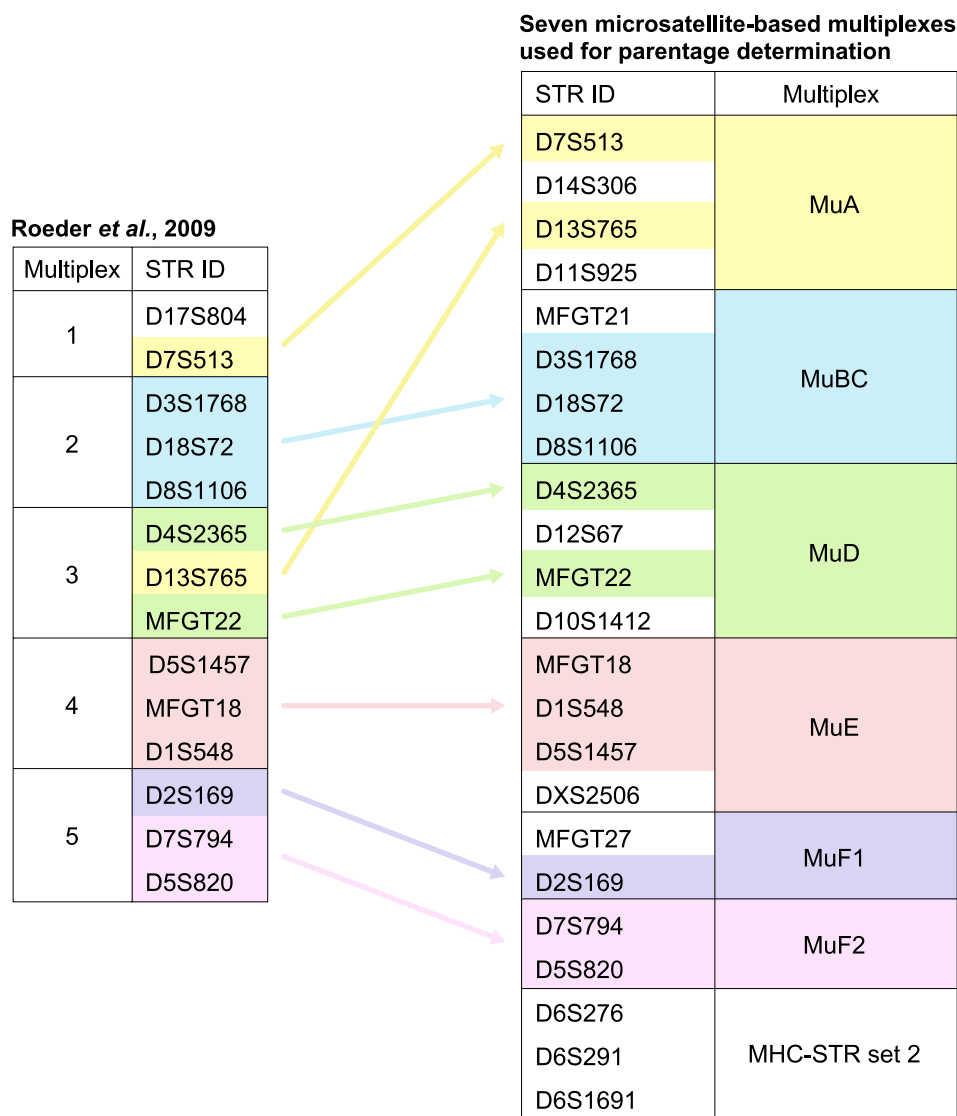 Seven microsatellite-based multiplexes
used for parentage determination
STR ID Multiplex
D7S513
D14S306
D13S765
D11S925
MuA
MFGT21
D3S1768
D18S72
D8S1106
MuBC
D4S2365
D12S67
MFGT22
D10S1412
MuD
MFGT18
D1S548
D5S1457
DXS2506
MuE
MFGT27
D2S169
MuF1
D7S794
D5S820
MuF2
D6S276
D6S291
D6S1691
MHC-STR set 2
Roeder et al., 2009
Multiplex STR ID
1
D17S804
D7S513
2
D3S1768
D18S72
D8S1106
3
D4S2365
D13S765
MFGT22
4
D5S1457
MFGT18
D1S548
5
D2S169
D7S794
D5S820